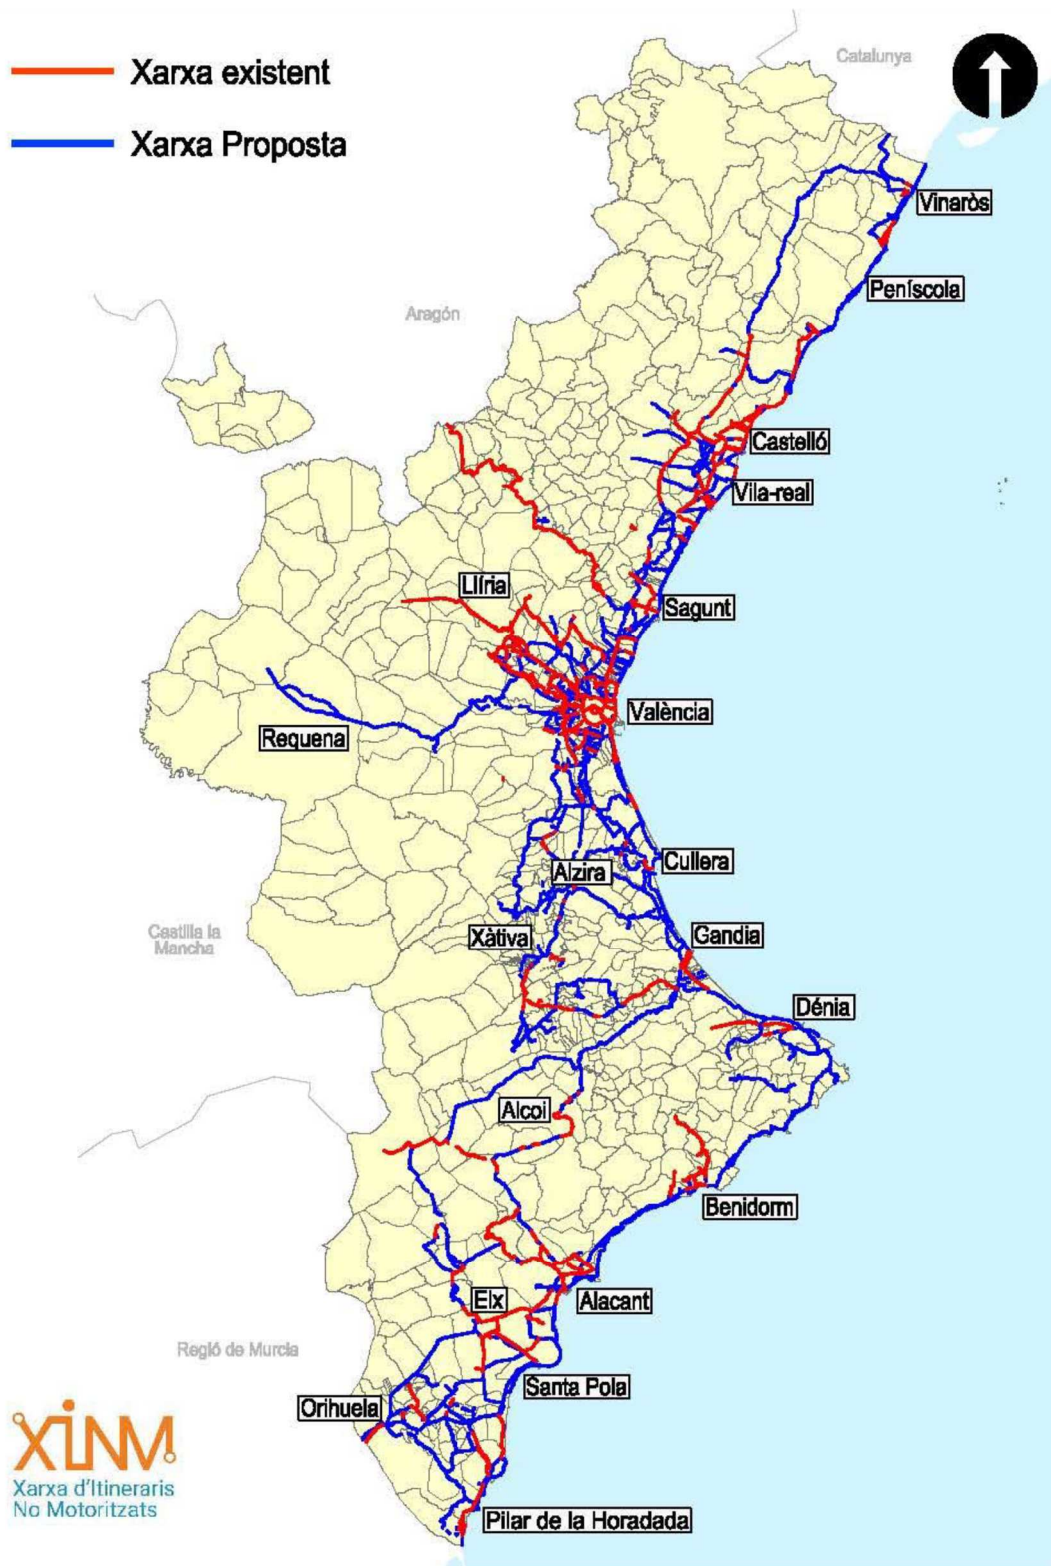 Xarxa existent
Xarxa Proposta
Catalunya
Vinaròs
Peníscola
Aragón
Castelló
Vila-real
Llíria
Sagunt
València
Requena
Cullera
Alzira
Xàtiva
Gandia
Castilla la
Mancha
Dénia
Alcoi
Benidorm
Elx
Alacant
Regió de Murcia
Santa Pola
Orihuela
XINM
Xarxa d'Itineraris
No Motoritzats
Pilar de la Horadada